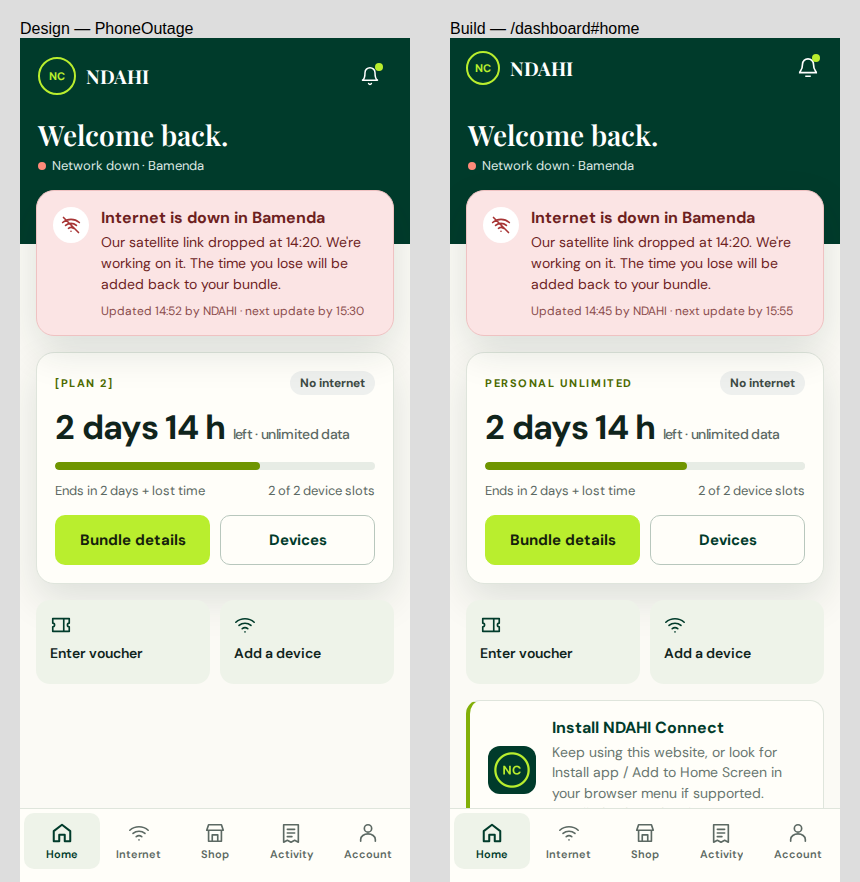 Design — PhoneOutage
NC NDAHI
Welcome back.
Network down · Bamenda
Internet is down in Bamenda
Our satellite link dropped at 14:20. We're
working on it. The time you lose will be
added back to your bundle.
Updated 14:52 by NDAHI · next update by 15:30
[PLAN 2] No internet
2 days 14 h left · unlimited data
Ends in 2 days + lost time 2 of 2 device slots
Bundle details Devices
Enter voucher Add a device
Home Internet Shop Activity Account
Build — /dashboard#home
NC NDAHI
Welcome back.
Network down · Bamenda
Internet is down in Bamenda
Our satellite link dropped at 14:20. We're
working on it. The time you lose will be
added back to your bundle.
Updated 14:45 by NDAHI · next update by 15:55
PERSONAL UNLIMITED No internet
2 days 14 h left · unlimited data
Ends in 2 days + lost time 2 of 2 device slots
Bundle details Devices
Enter voucher Add a device
Install NDAHI Connect
NC
Keep using this website, or look for
Install app / Add to Home Screen in
your browser menu if supported.
Home Internet Shop Activity Account